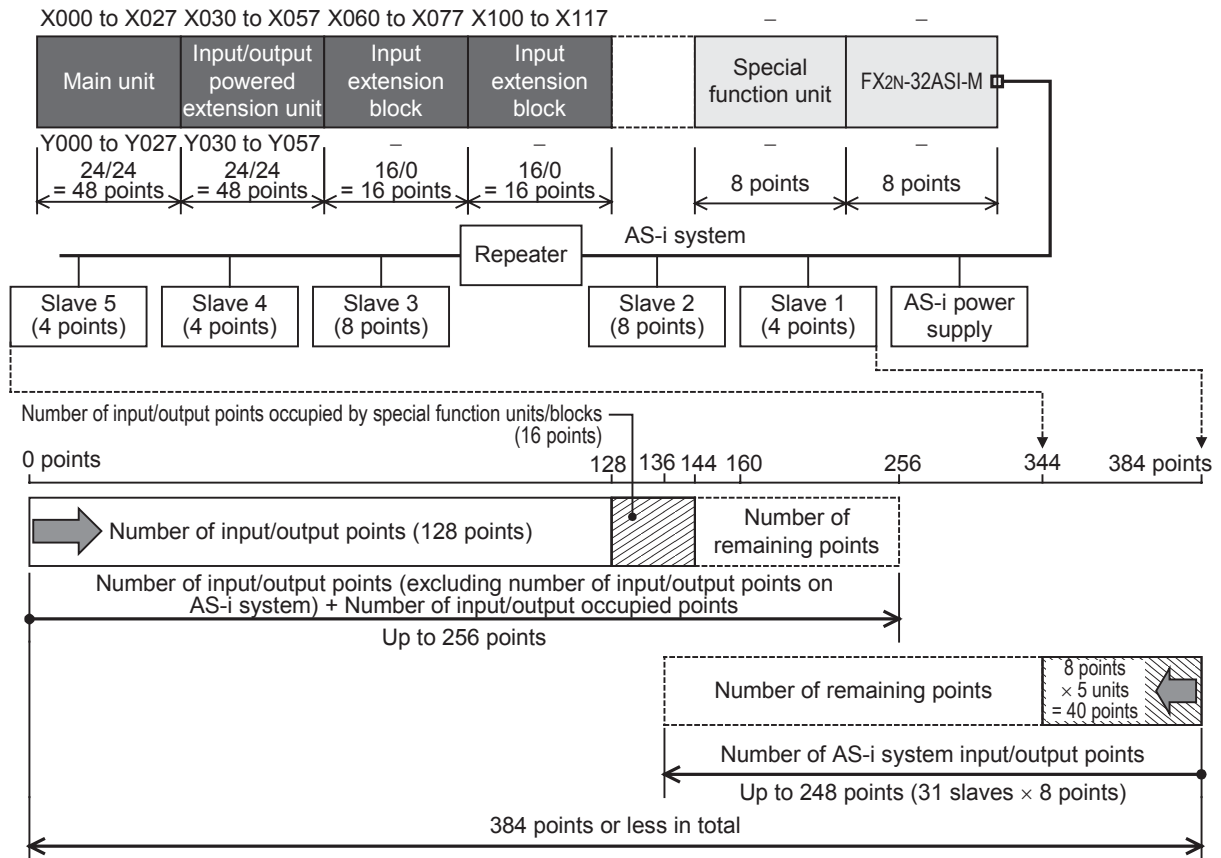 X000 to X027 X030 to X057 X060 to X077 X100 to X117 –
Main unit
Input/output
powered
extension unit
Input
extension
block
Input
extension
block
Special
function unit
FX2N-32ASI-M
Y000 to Y027 Y030 to Y057 – – – –
24/24
= 48 points
24/24
= 48 points
16/0
= 16 points
16/0
= 16 points
8 points
8 points
AS-i system
Repeater
Slave 5
(4 points)
Slave 4
(4 points)
Slave 3
(8 points)
Slave 2
(8 points)
Slave 1
(4 points)
AS-i power
supply
Number of input/output points occupied by special function units/blocks
(16 points)
0 points 128 136 144 160 256 344 384 points
Number of input/output points (128 points)
Number of
remaining points
Number of input/output points (excluding number of input/output points on
AS-i system) + Number of input/output occupied points
Up to 256 points
Number of remaining points
8 points
× 5 units
= 40 points
Number of AS-i system input/output points
Up to 248 points (31 slaves × 8 points)
384 points or less in total